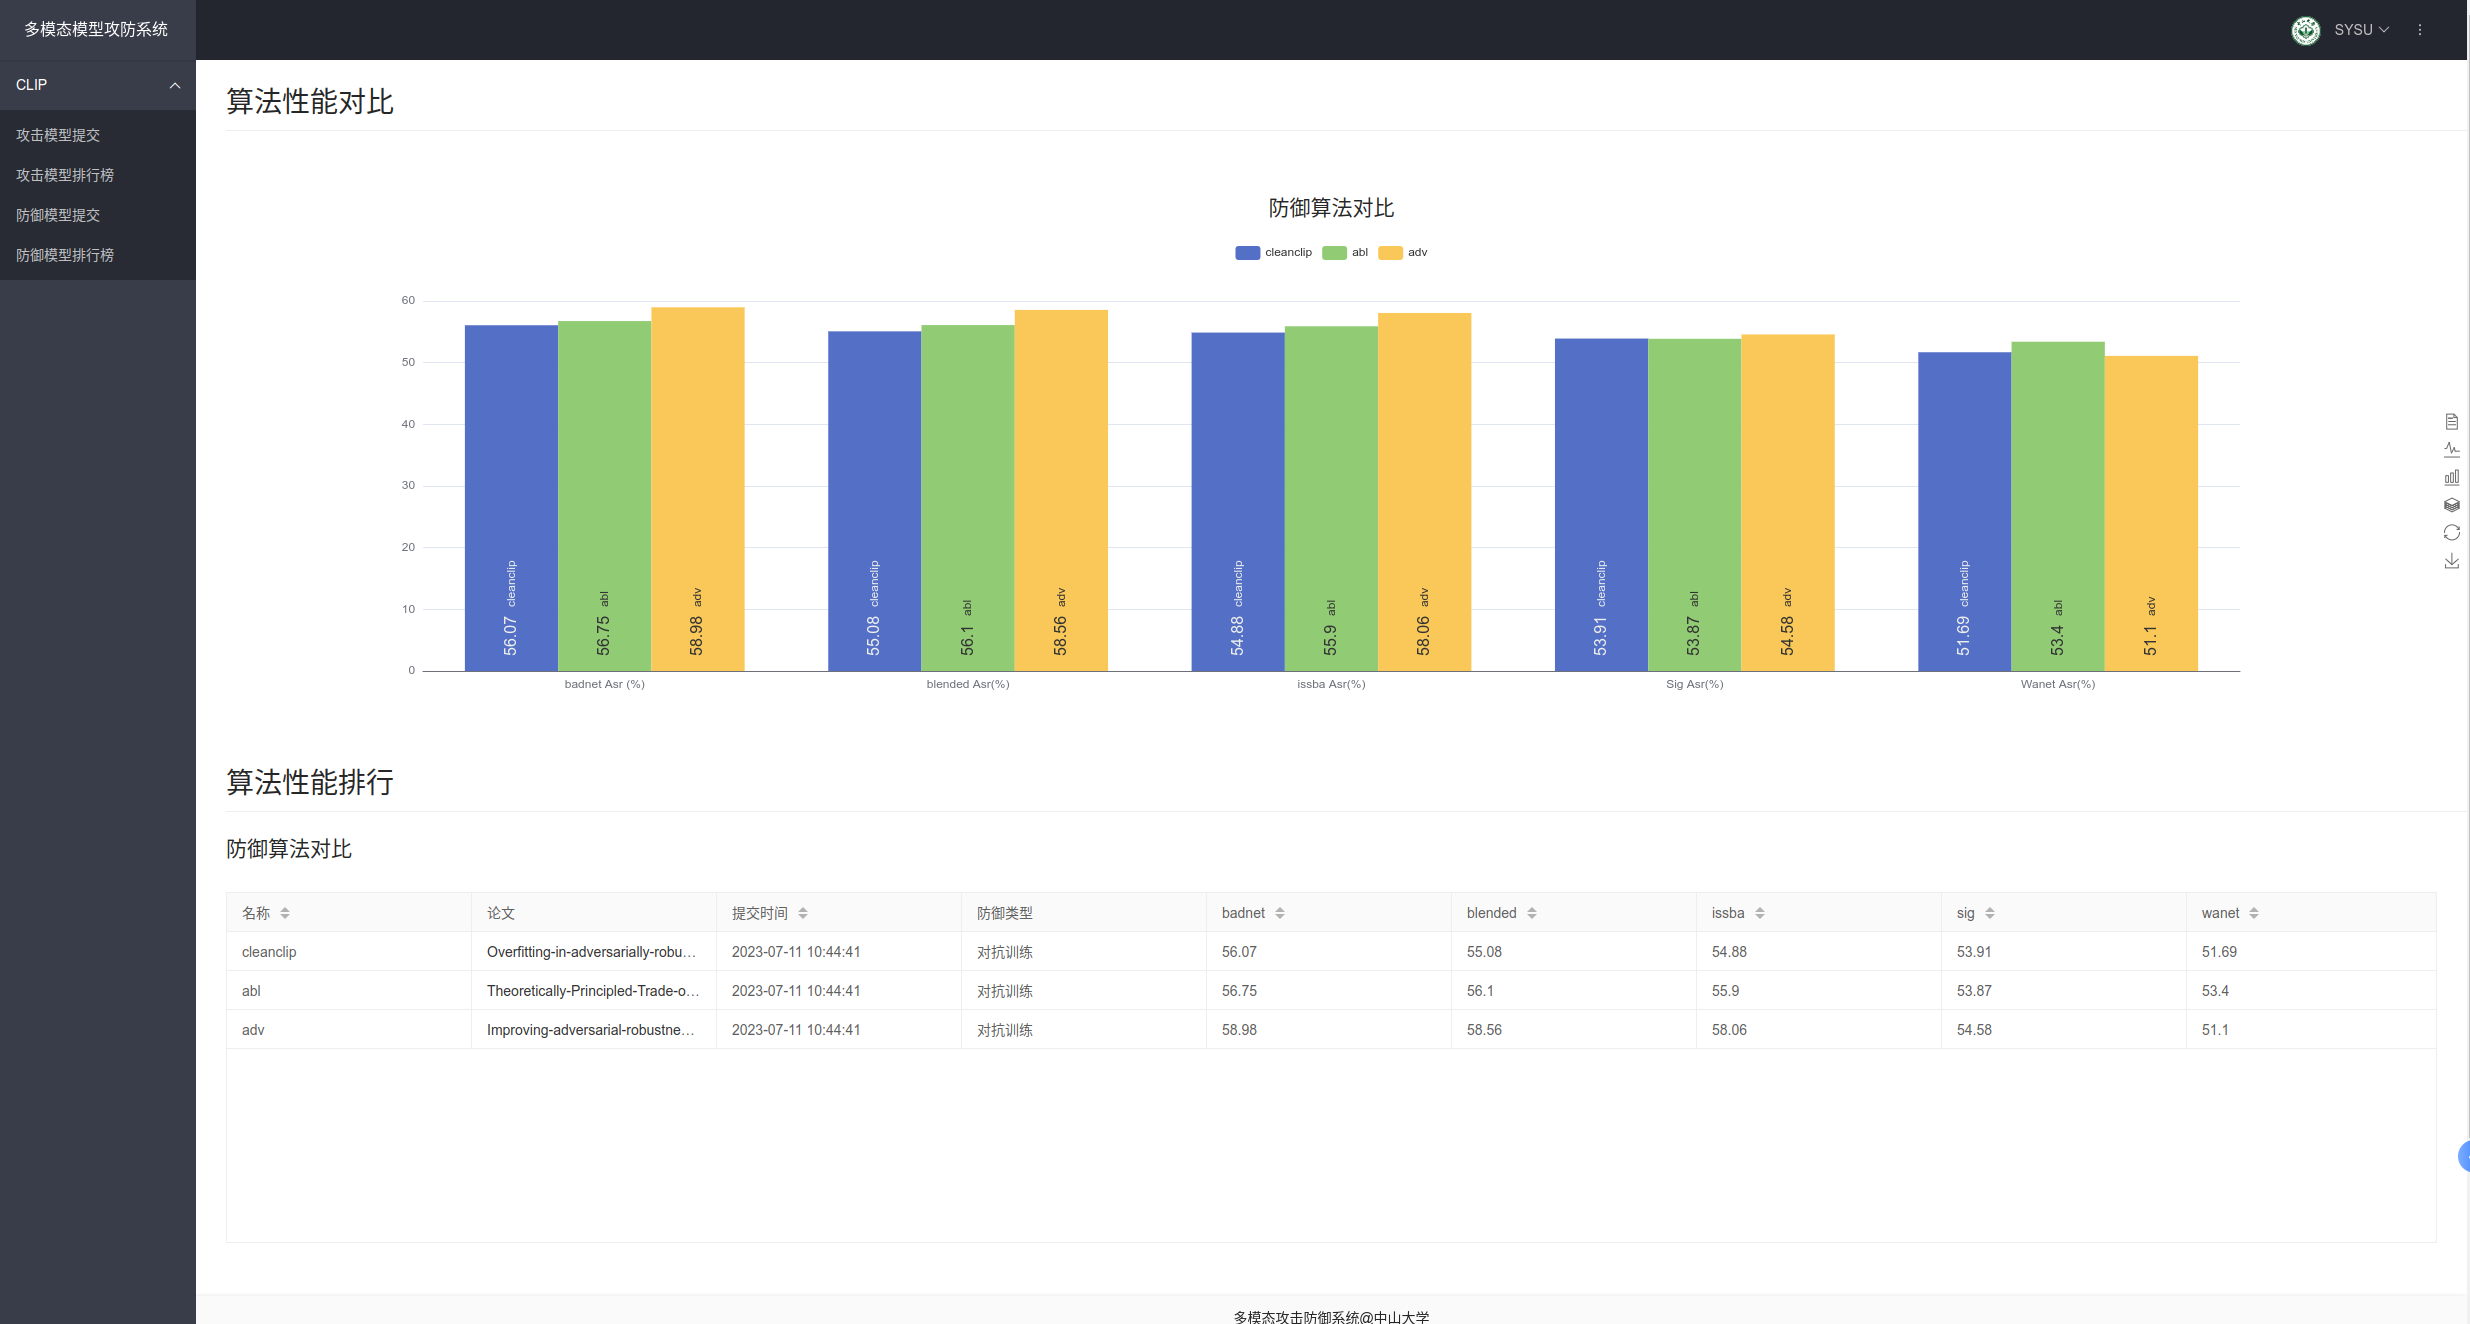 多模态模型攻防系统
SYSU
CLIP
攻击模型提交
攻击模型排行榜
防御模型提交
防御模型排行榜
算法性能对比
防御算法对比
cleanclip abl adv
60
50
40
30
20
10
0
56.07 cleanclip
56.75 abl
58.98 adv
55.08 cleanclip
56.1 abl
58.56 adv
54.88 cleanclip
55.9 abl
58.06 adv
53.91 cleanclip
53.87 abl
54.58 adv
51.69 cleanclip
53.4 abl
51.1 adv
badnet Asr (%) blended Asr(%) issba Asr(%) Sig Asr(%) Wanet Asr(%)
算法性能排行
防御算法对比
名称 论文 提交时间 防御类型 badnet blended issba sig wanet
cleanclip Overfitting-in-adversarially-robu... 2023-07-11 10:44:41 对抗训练 56.07 55.08 54.88 53.91 51.69
abl Theoretically-Principled-Trade-o... 2023-07-11 10:44:41 对抗训练 56.75 56.1 55.9 53.87 53.4
adv Improving-adversarial-robustne... 2023-07-11 10:44:41 对抗训练 58.98 58.56 58.06 54.58 51.1
多模态攻击防御系统@中山大学